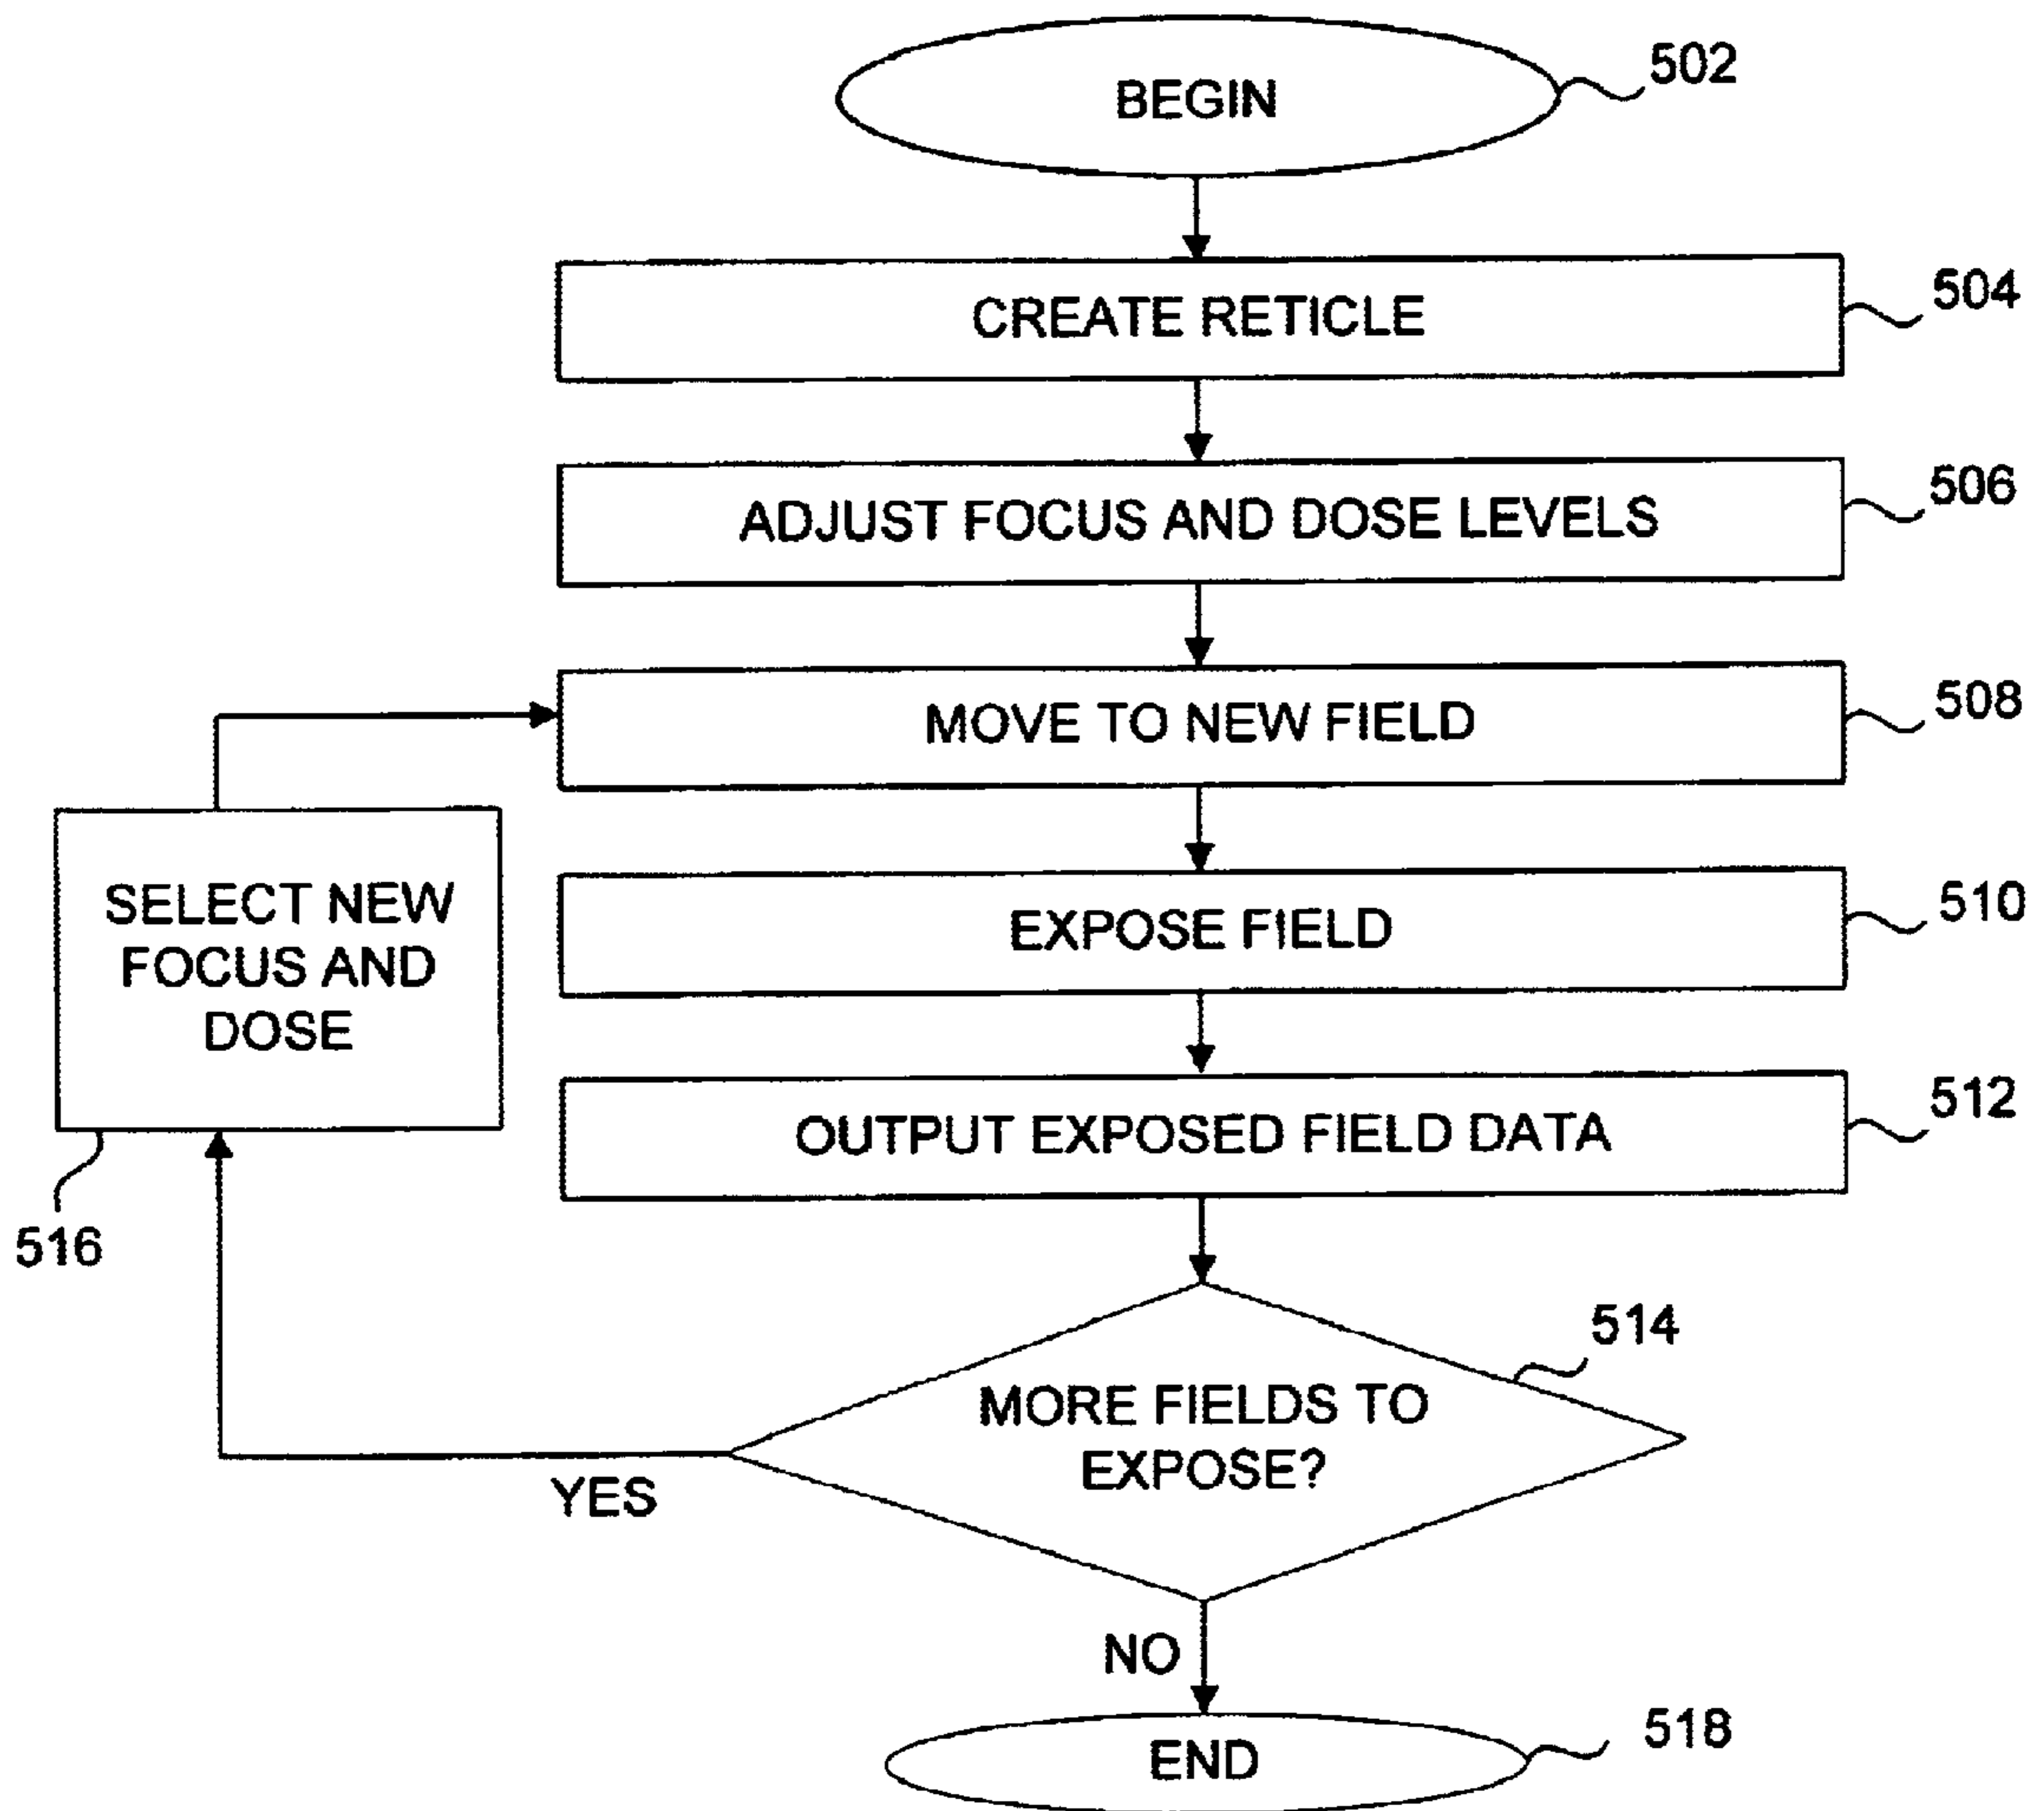 BEGIN
502
CREATE RETICLE
504
ADJUST FOCUS AND DOSE LEVELS
506
MOVE TO NEW FIELD
508
EXPOSE FIELD
510
OUTPUT EXPOSED FIELD DATA
512
MORE FIELDS TO
EXPOSE?
514
YES
SELECT NEW
FOCUS AND
DOSE
516
NO
END
518